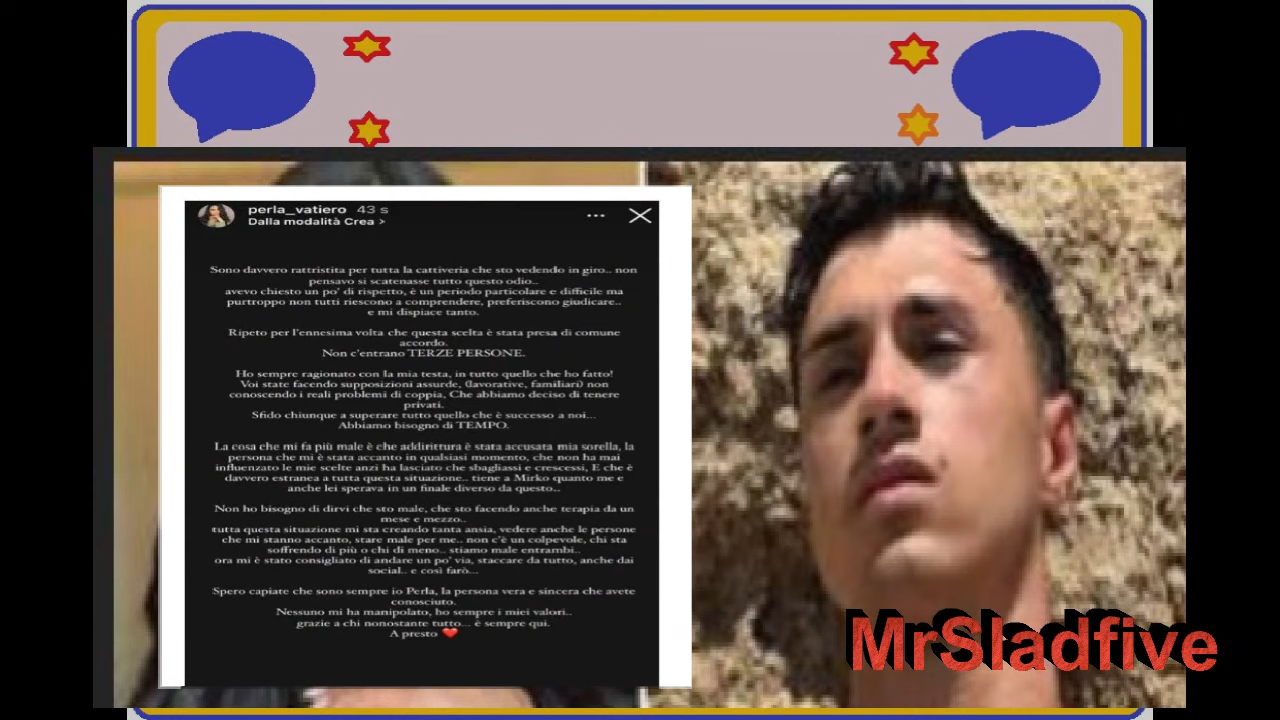 perla_vatiero 43 s
Dalla modalità Crea >
Sono davvero rattristita per tutta la cattiveria che sto vedendo in giro.. non
pensavo si scatenasse tutto questo odio..
avevo chiesto un po' di rispetto, è un periodo particolare e difficile ma
purtroppo non tutti riescono a comprendere, preferiscono giudicare..
e mi dispiace tanto.
Ripeto per l'ennesima volta che questa scelta è stata presa di comune
accordo.
Non c'entrano TERZE PERSONE.
Ho sempre ragionato con la mia testa, in tutto quello che ho fatto!
Voi state facendo supposizioni assurde, (lavorative, familiari) non
conoscendo i reali problemi di coppia, Che abbiamo deciso di tenere
privati.
Sfido chiunque a superare tutto quello che è successo a noi...
Abbiamo bisogno di TEMPO.
La cosa che mi fa più male è che addirittura è stata accusata mia sorella, la
persona che mi è stata accanto in qualsiasi momento, che non ha mai
influenzato le mie scelte anzi ha lasciato che sbagliassi e crescessi, E che è
davvero estranea a tutta questa situazione.. tiene a Mirko quanto me e
anche lei sperava in un finale diverso da questo...
Non ho bisogno di dirvi che sto male, che sto facendo anche terapia da un
mese e mezzo..
tutta questa situazione mi sta creando tanta ansia, vedere anche le persone
che mi stanno accanto, stare male per me.. non c'è un colpevole, chi sta
soffrendo di più o chi di meno.. stiamo male entrambi..
ora mi è stato consigliato di andare un po' via, staccare da tutto, anche dai
social.. e così farò...
Spero capiate che sono sempre io Perla, la persona vera e sincera che avete
conosciuto.
Nessuno mi ha manipolato, ho sempre i miei valori..
grazie a chi nonostante tutto... è sempre qui.
A presto ❤️
MrSladfive